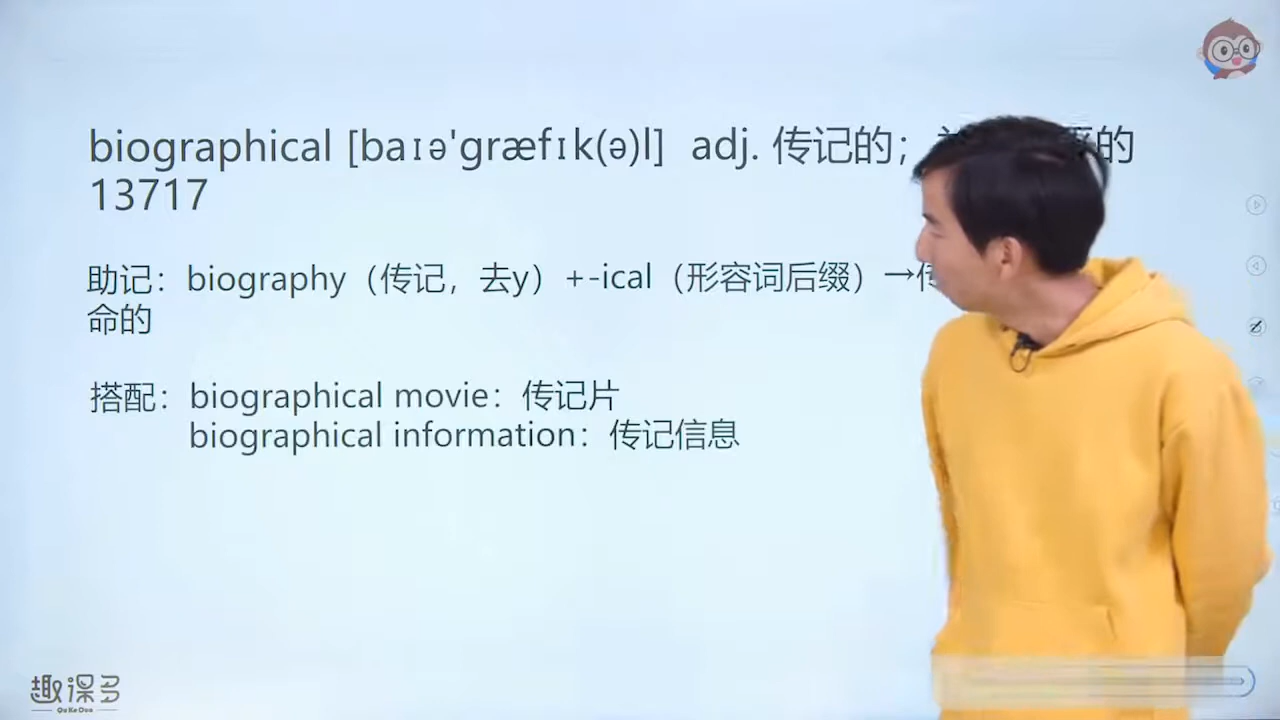 biographical [baɪə'græfɪk(ə)l] adj. 传记的；的
13717
助记：biography（传记，去y）+-ical（形容词后缀）→
命的
搭配：biographical movie：传记片
biographical information：传记信息
趣课多
QuKeDuo